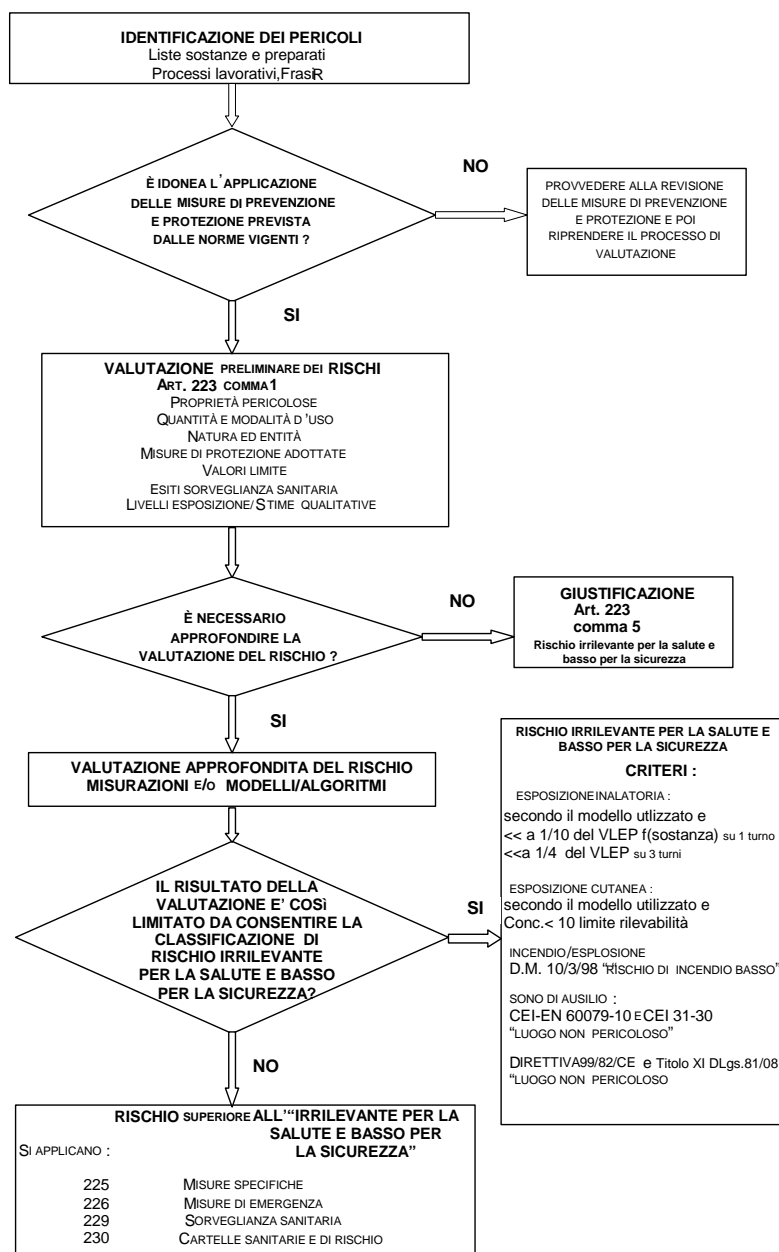 IDENTIFICAZIONE DEI PERICOLI
Liste sostanze e preparati
Processi lavorativi,Frasi R
È IDONEA L'APPLICAZIONE
DELLE MISURE DI PREVENZIONE
E PROTEZIONE PREVISTA
DALLE NORME VIGENTI ?
NO
PROVVEDERE ALLA REVISIONE
DELLE MISURE DI PREVENZIONE
E PROTEZIONE E POI
RIPRENDERE IL PROCESSO DI
VALUTAZIONE
SI
VALUTAZIONE PRELIMINARE DEI RISCHI
ART. 223 COMMA 1
PROPRIETÀ PERICOLOSE
QUANTITÀ E MODALITÀ D'USO
NATURA ED ENTITÀ
MISURE DI PROTEZIONE ADOTTATE
VALORI LIMITE
ESITI SORVEGLIANZA SANITARIA
LIVELLI ESPOSIZIONE/STIME QUALITATIVE
È NECESSARIO
APPROFONDIRE LA
VALUTAZIONE DEL RISCHIO ?
NO
GIUSTIFICAZIONE
Art. 223
comma 5
Rischio irrilevante per la salute e
basso per la sicurezza
SI
VALUTAZIONE APPROFONDITA DEL RISCHIO
MISURAZIONI E/O MODELLI/ALGORITMI
IL RISULTATO DELLA
VALUTAZIONE E' COSÌ
LIMITATO DA CONSENTIRE LA
CLASSIFICAZIONE DI
RISCHIO IRRILEVANTE
PER LA SALUTE E BASSO
PER LA SICUREZZA?
SI
RISCHIO IRRILEVANTE PER LA SALUTE E
BASSO PER LA SICUREZZA
CRITERI :
ESPOSIZIONE INALATORIA :
secondo il modello utlizzato e
<< a 1/10 del VLEP f(sostanza) su 1 turno
<<a 1/4 del VLEP su 3 turni
ESPOSIZIONE CUTANEA :
secondo il modello utilizzato e
Conc.< 10 limite rilevabilità
INCENDIO/ESPLOSIONE
D.M. 10/3/98 "RISCHIO DI INCENDIO BASSO"
SONO DI AUSILIO :
CEI-EN 60079-10 E CEI 31-30
"LUOGO NON PERICOLOSO"
DIRETTIVA99/82/CE e Titolo XI DLgs.81/08
"LUOGO NON PERICOLOSO
NO
RISCHIO SUPERIORE ALL'"IRRILEVANTE PER LA
SALUTE E BASSO PER
LA SICUREZZA"
SI APPLICANO :
225 MISURE SPECIFICHE
226 MISURE DI EMERGENZA
229 SORVEGLIANZA SANITARIA
230 CARTELLE SANITARIE E DI RISCHIO